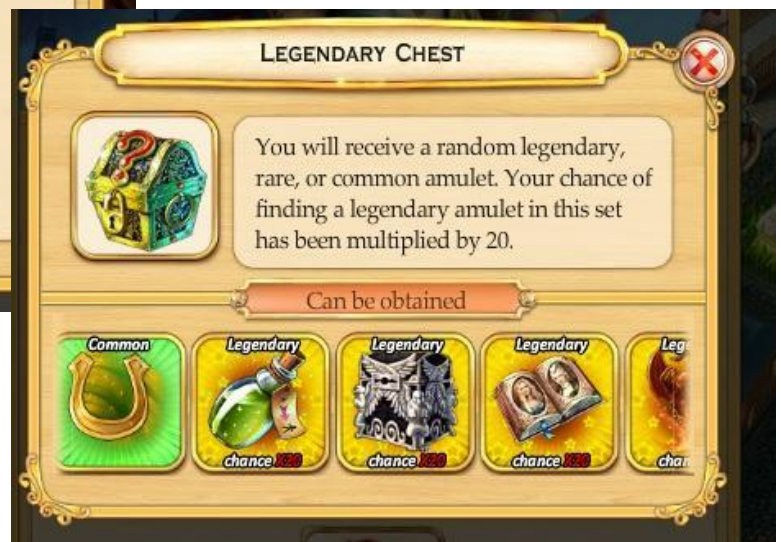 LEGENDARY CHEST
You will receive a random legendary,
rare, or common amulet. Your chance of
finding a legendary amulet in this set
has been multiplied by 20.
Can be obtained
Common
Legendary
chance X20
Legendary
chance X20
Legendary
chance X20
Leg
chan